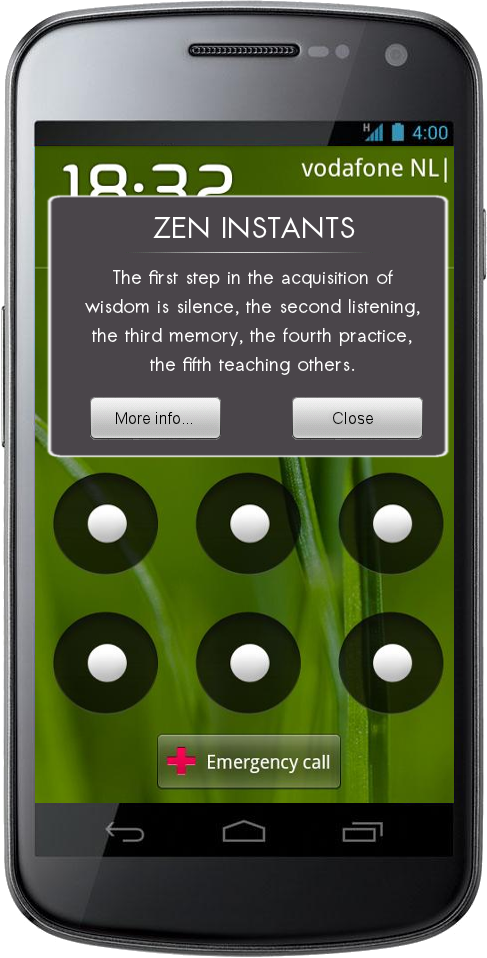 H 4:00
vodafone NL|
18:32
ZEN INSTANTS
The first step in the acquisition of
wisdom is silence, the second listening,
the third memory, the fourth practice,
the fifth teaching others.
More info... Close
Emergency call